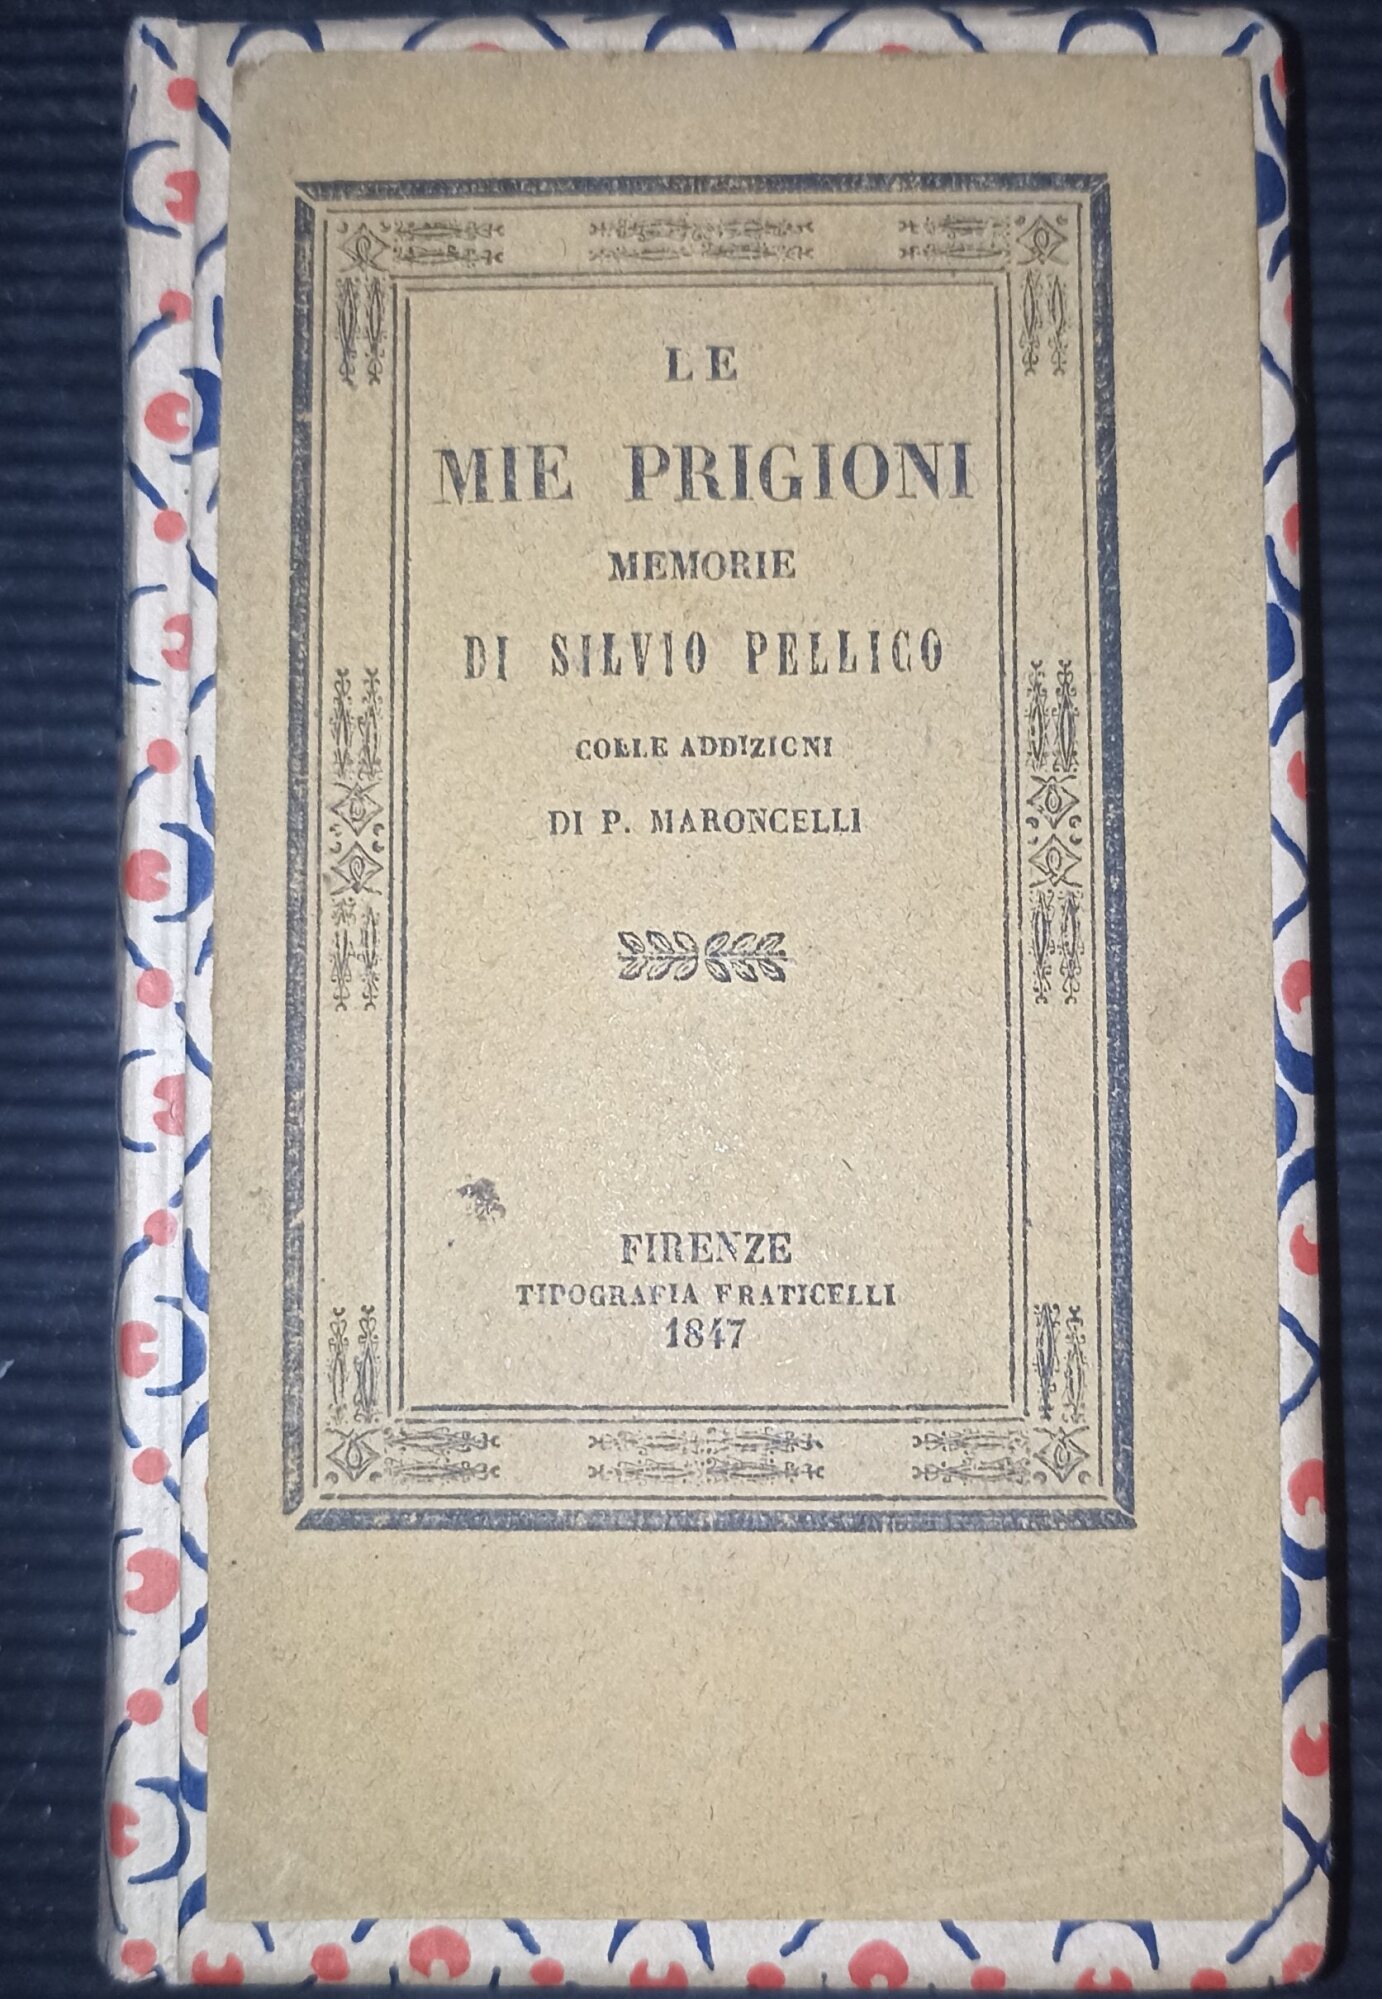 LE
MIE PRIGIONI
MEMORIE
DI SILVIO PELLICO
COLLE ADDIZIONI
DI P. MARONCELLI
FIRENZE
TIPOGRAFIA FRATICELLI
1847